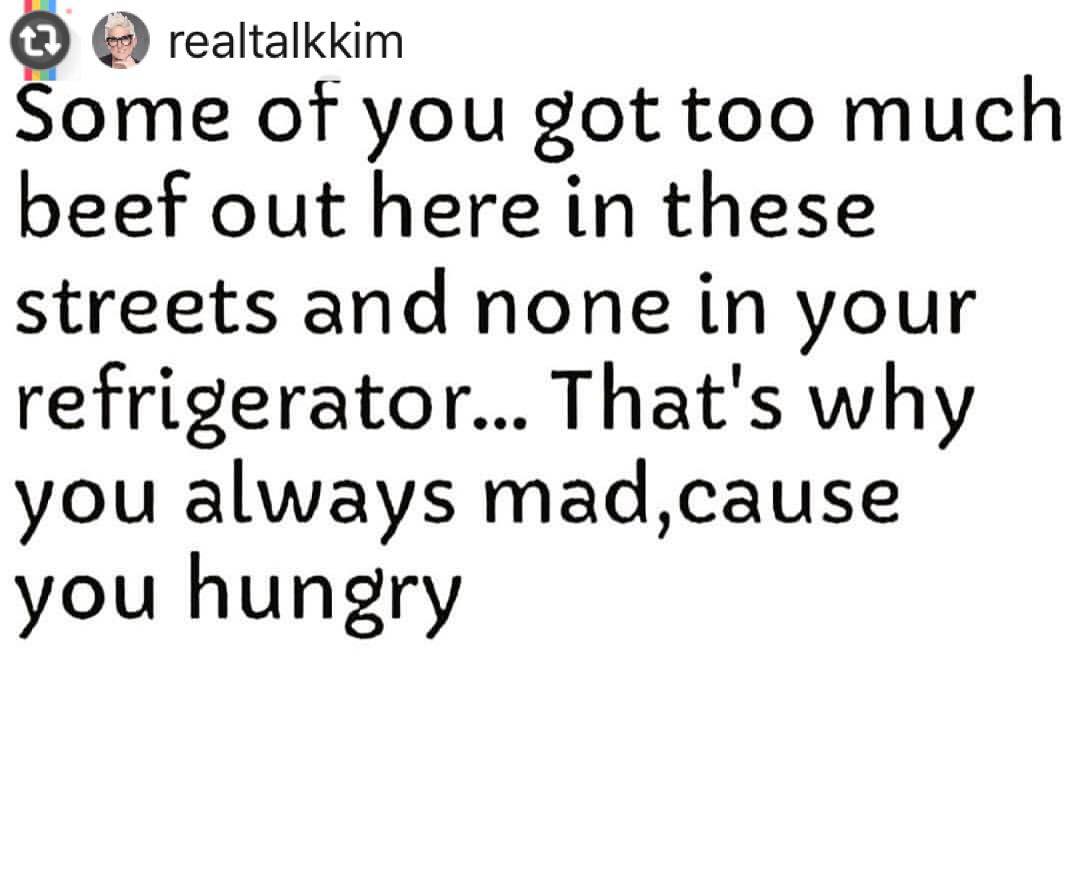 realtalkkim
Some of you got too much
beef out here in these
streets and none in your
refrigerator... That's why
you always mad,cause
you hungry